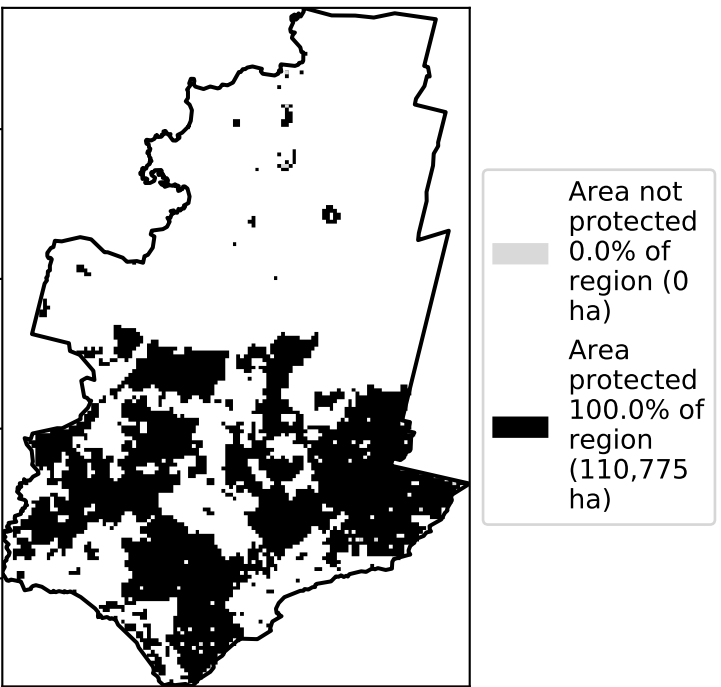 Area not
protected
0.0% of
region (0
ha)
Area
protected
100.0% of
region
(110,775
ha)